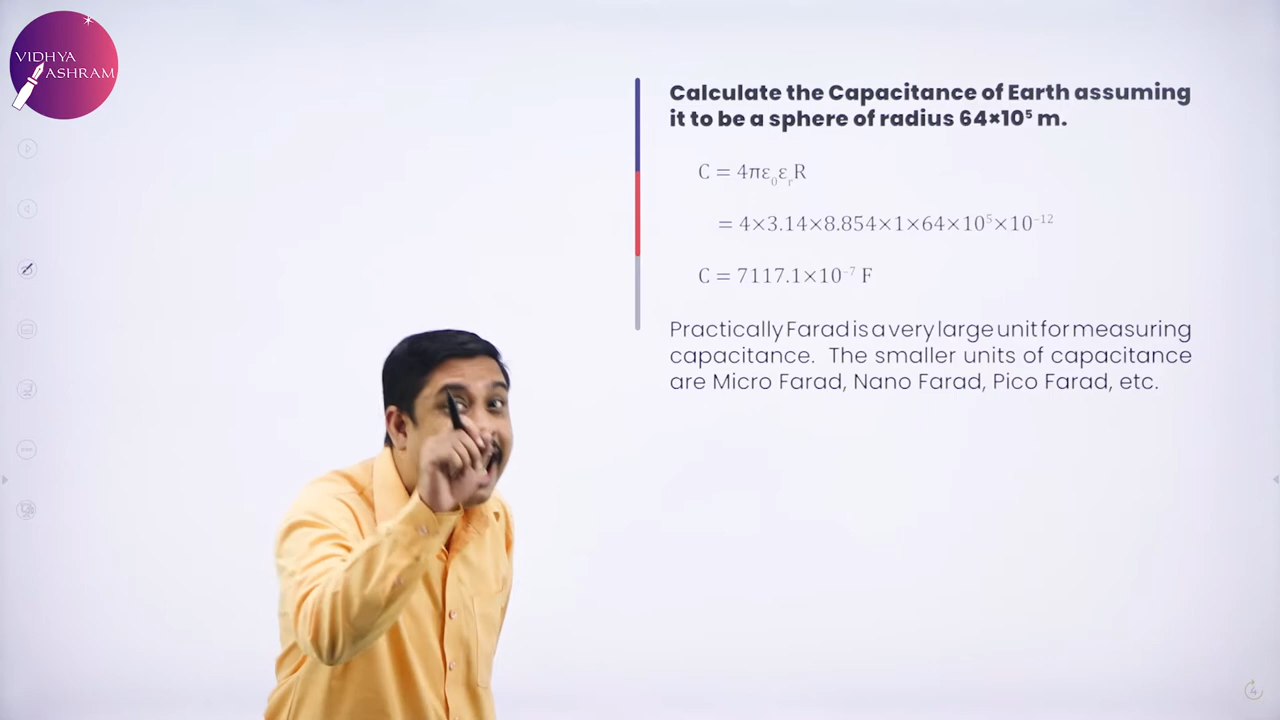 VIDHYA
ASHRAM
Calculate the Capacitance of Earth assuming
it to be a sphere of radius 64×10⁵ m.
C = 4πε₀εᵣR
= 4×3.14×8.854×1×64×10⁵×10⁻¹²
C = 7117.1×10⁻⁷ F
Practically Farad is a very large unit for measuring
capacitance. The smaller units of capacitance
are Micro Farad, Nano Farad, Pico Farad, etc.
4